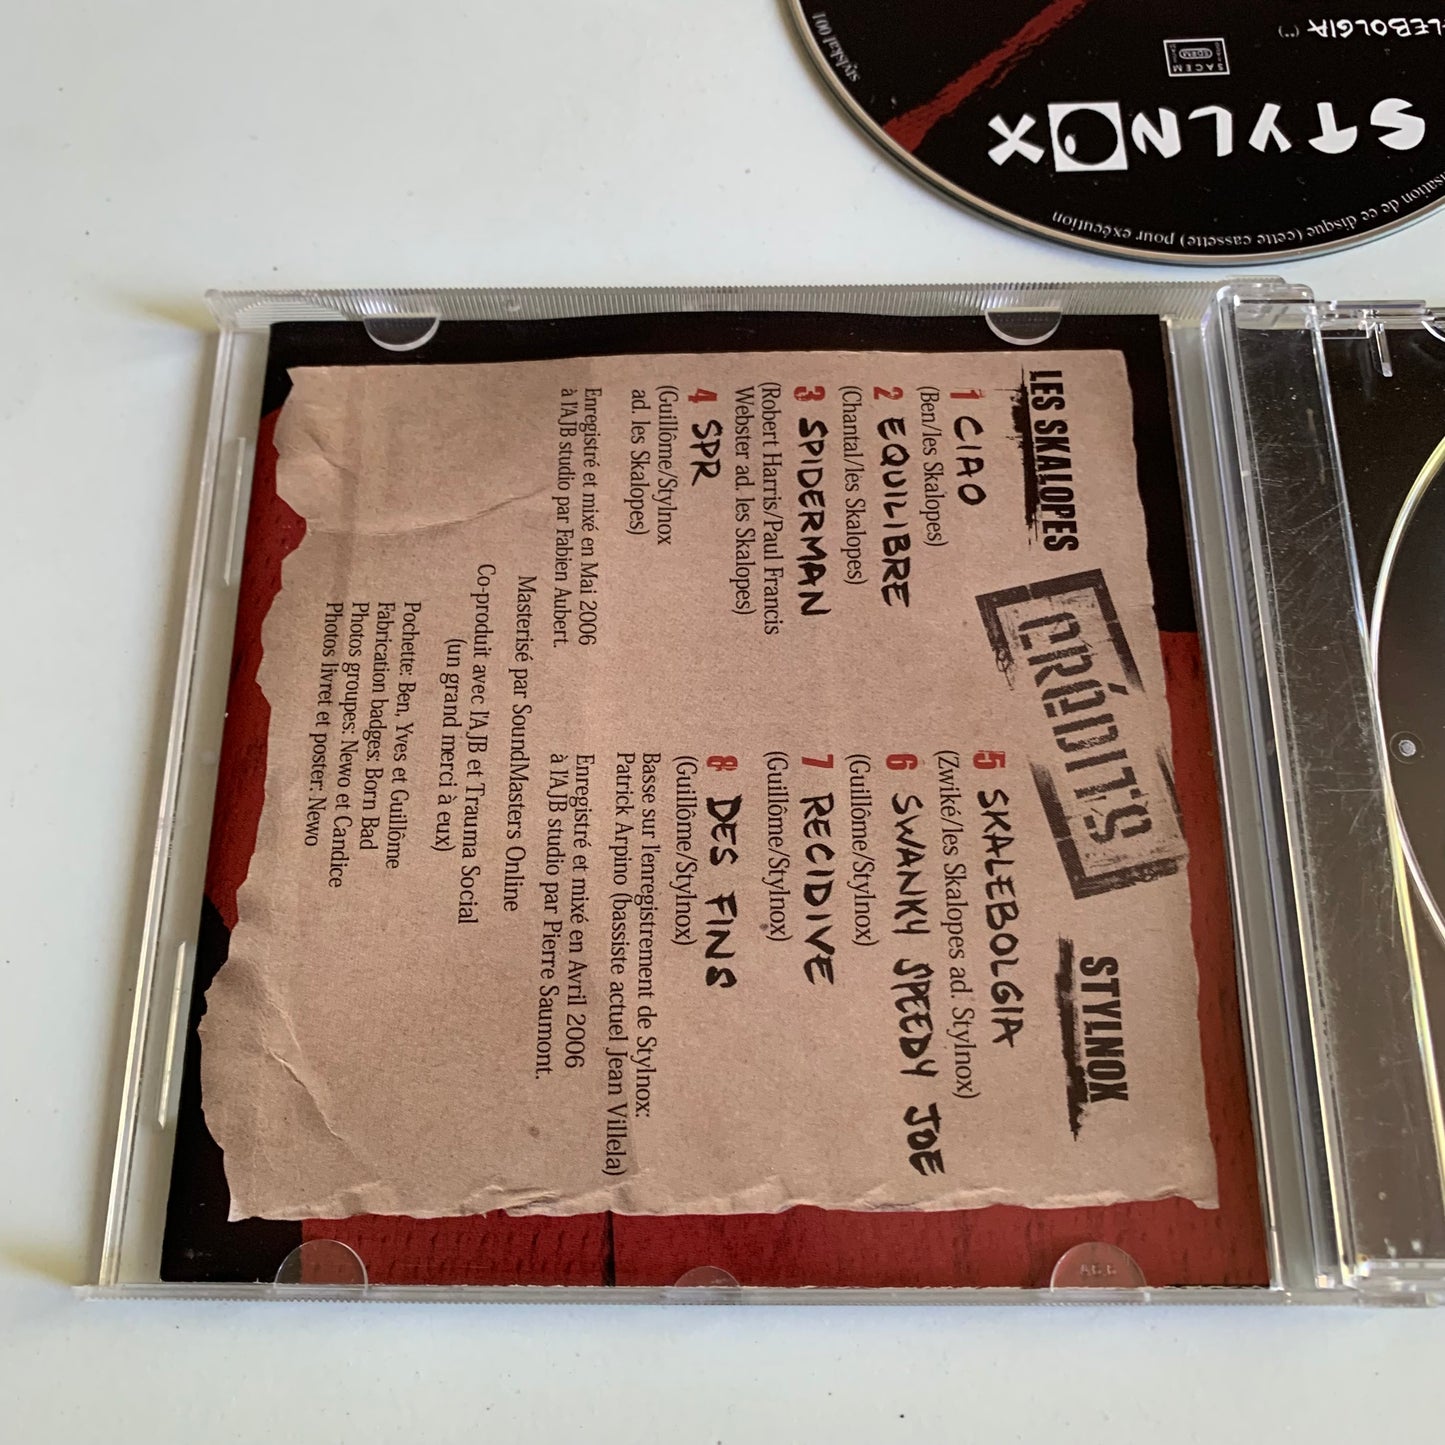 LEBOLGIA (**)
SACEM
STYLNOX
stylskal 001
isation de ce disque (cette cassette) pour exécution
LES SKALOPES
CRÉDITS
STYLNOX
1 CIAO
(Ben/les Skalopes)
2 EQUILIBRE
(Chantal/les Skalopes)
3 SPIDERMAN
(Robert Harris/Paul Francis
Webster ad. les Skalopes)
4 SPR
(Guillôme/Stylnox
ad. les Skalopes)
Enregistré et mixé en Mai 2006
à l'AJB studio par Fabien Aubert.
5 SKALEBOLGIA
(Zwiké/les Skalopes ad. Stylnox)
6 SWANKY SPEEDY JOE
(Guillôme/Stylnox)
7 RECIDIVE
(Guillôme/Stylnox)
8 DES FINS
(Guillôme/Stylnox)
Basse sur l'enregistrement de Stylnox:
Patrick Arpino (bassiste actuel Jean Villela)
Enregistré et mixé en Avril 2006
à l'AJB studio par Pierre Saumont.
Masterisé par SoundMasters Online
Co-produit avec l'AJB et Trauma Social
(un grand merci à eux)
Pochette: Ben, Yves et Guillôme
Fabrication badges: Born Bad
Photos groupes: Newo et Candice
Photos livret et poster: Newo